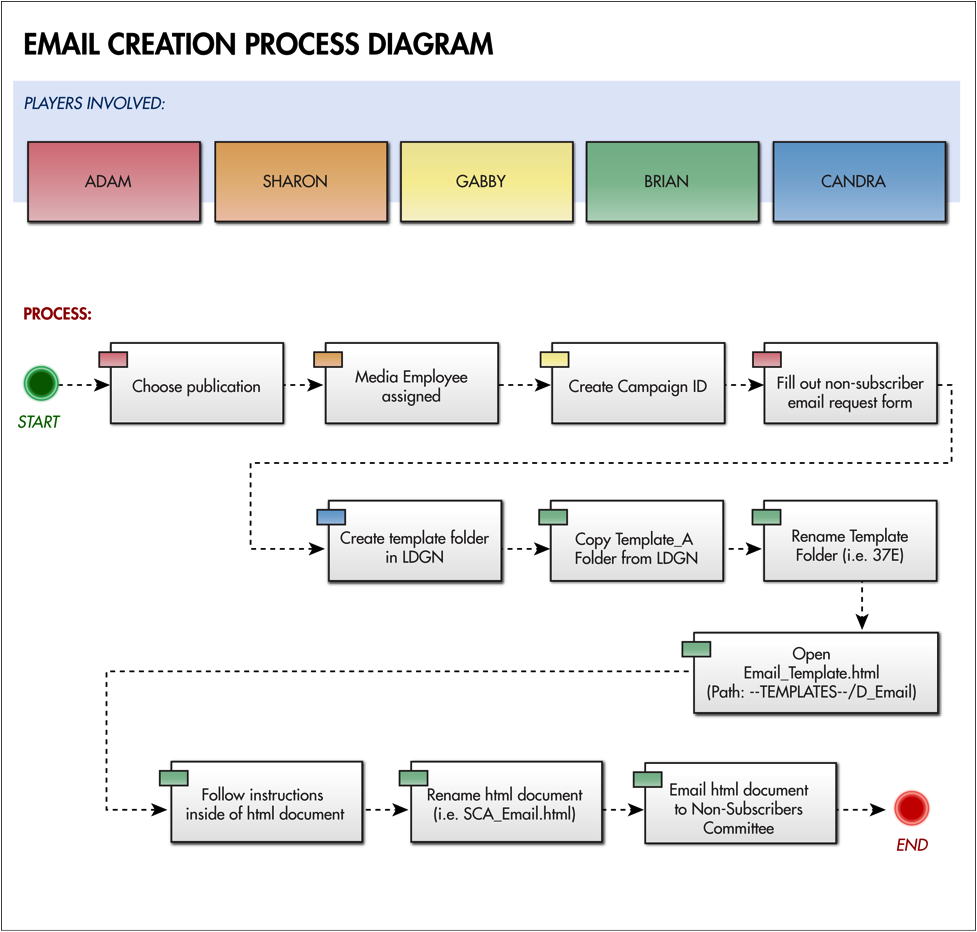 EMAIL CREATION PROCESS DIAGRAM
PLAYERS INVOLVED:
ADAM
SHARON
GABBY
BRIAN
CANDRA
PROCESS:
START
Choose publication
Media Employee
assigned
Create Campaign ID
Fill out non-subscriber
email request form
Create template folder
in LDGN
Copy Template_A
Folder from LDGN
Rename Template
Folder (i.e. 37E)
Open
Email_Template.html
(Path: --TEMPLATES--/D_Email)
Follow instructions
inside of html document
Rename html document
(i.e. SCA_Email.html)
Email html document
to Non-Subscribers
Committee
END